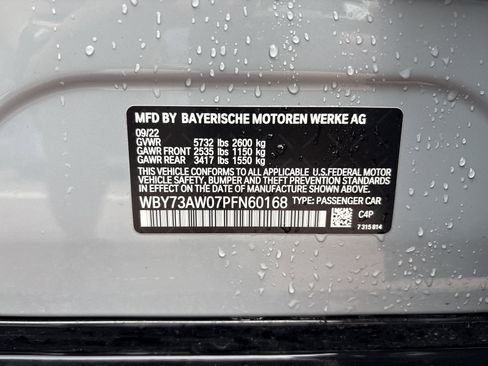 MFD BY BAYERISCHE MOTOREN WERKE AG
09/22
GVWR 5732 lbs 2600 kg
GAWR FRONT 2535 lbs 1150 kg
GAWR REAR 3417 lbs 1550 kg
THIS VEHICLE CONFORMS TO ALL APPLICABLE U.S.FEDERAL MOTOR
VEHICLE SAFETY, BUMPER AND THEFT PREVENTION STANDARDS IN
EFFECT ON THE DATE OF MANUFACTURE SHOWN ABOVE.
WBY73AW07PFN60168 TYPE: PASSENGER CAR
C4P
7 315 814